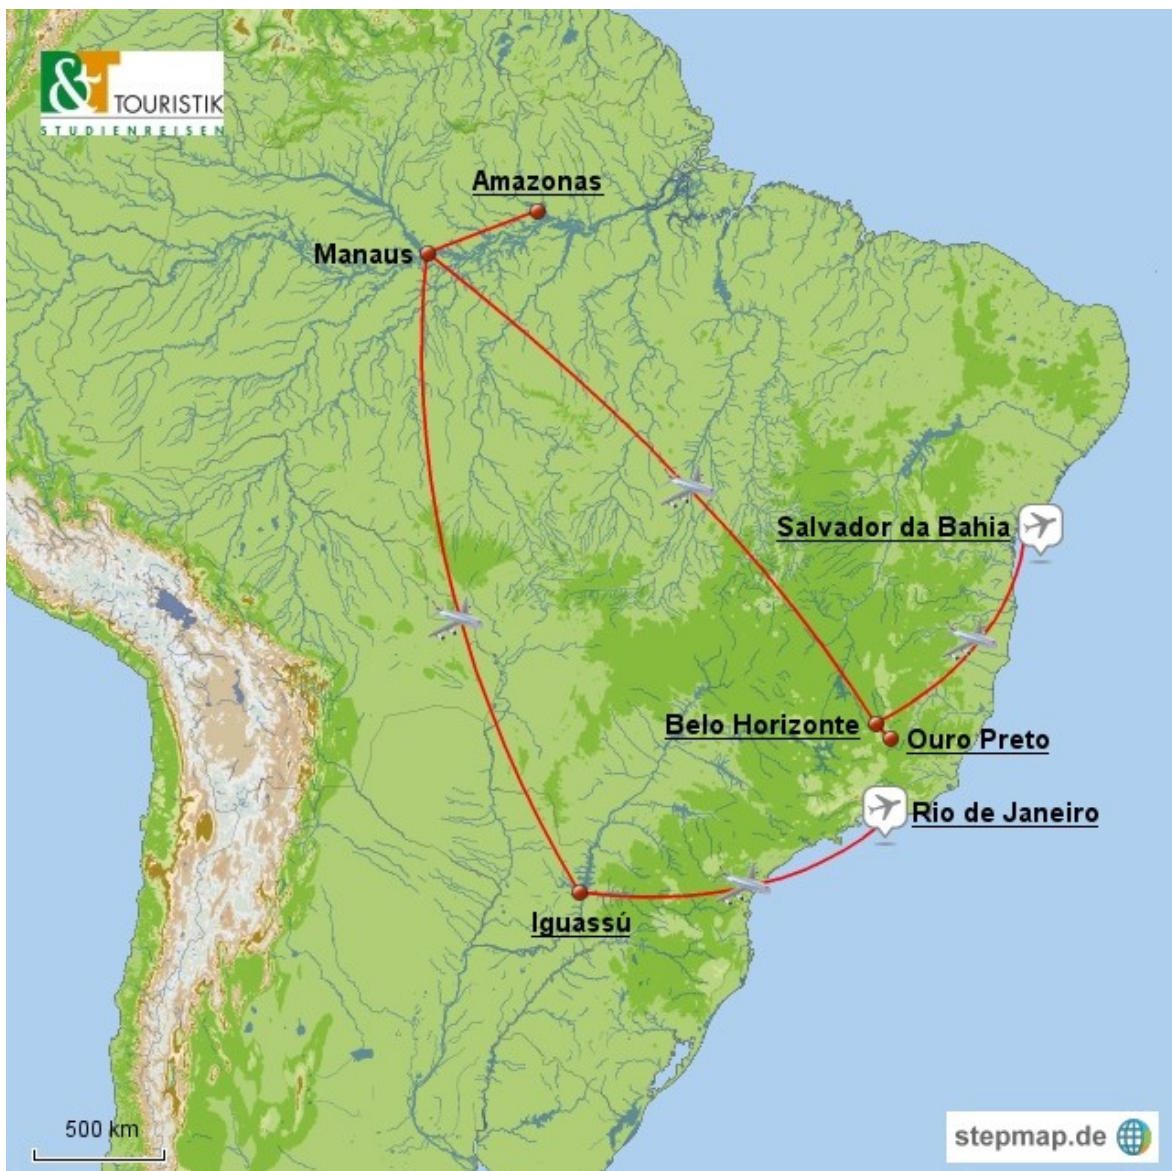 &T TOURISTIK
STUDIENREISEN
Amazonas
Manaus
Salvador da Bahia
Belo Horizonte
Ouro Preto
Rio de Janeiro
Iguassú
500 km
stepmap.de